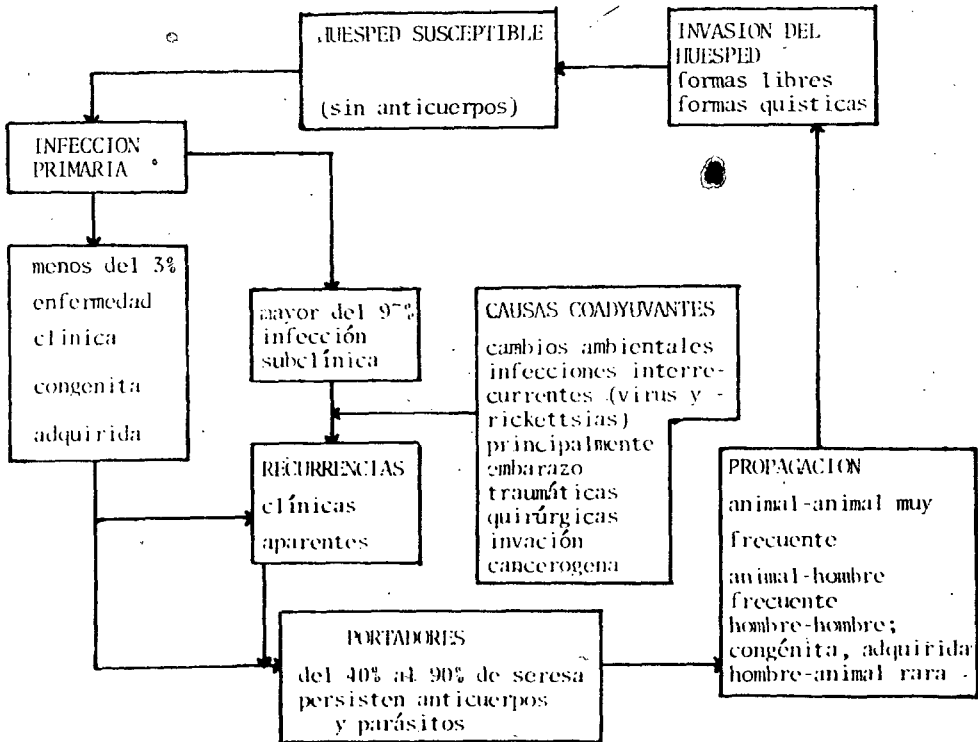 HUESPED SUSCEPTIBLE
(sin anticuerpos)
INVASION DEL
HUESPED
formas libres
formas quisticas
INFECCION
PRIMARIA
menos del 3%
enfermedad
clinica
congenita
adquirida
mayor del 97%
infección
subclínica
CAUSAS COADYUVANTES
cambios ambientales
infecciones interre-
currentes (virus y -
rickettsias)
principalmente
embarazo
traumáticas
quirúrgicas
invación
cancerogena
RECURRENCIAS
clínicas
aparentes
PROPAGACION
animal-animal muy
frecuente
animal-hombre
frecuente
hombre-hombre;
congénita, adquirida
hombre-animal rara
PORTADORES
del 40% al 90% de seresa
persisten anticuerpos
y parásitos